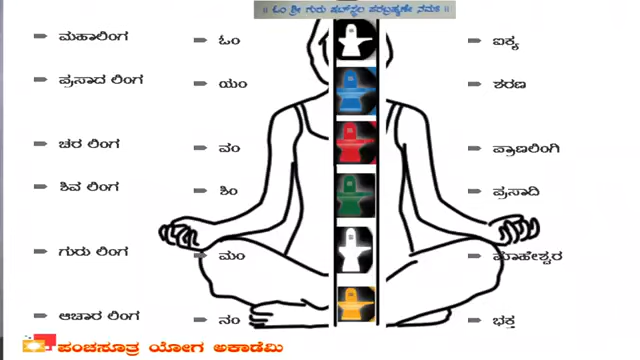 ॥ ಓಂ ಶ್ರೀ ಗುರು ಷಟ್‌ಸ್ಥಲ ಪರಬ್ರಹ್ಮಣೇ ನಮಃ ॥
ಮಹಾಲಿಂಗ ಓಂ ಐಕ್ಯ
ಪ್ರಸಾದ ಲಿಂಗ ಯಂ ಶರಣ
ಚರ ಲಿಂಗ ವಂ ಪ್ರಾಣಲಿಂಗಿ
ಶಿವ ಲಿಂಗ ಶಿಂ ಪ್ರಸಾದಿ
ಗುರು ಲಿಂಗ ಮಂ ಮಾಹೇಶ್ವರ
ಆಚಾರ ಲಿಂಗ ನಂ ಭಕ್ತ
ಪಂಚಸೂತ್ರ ಯೋಗ ಅಕಾಡೆಮಿ